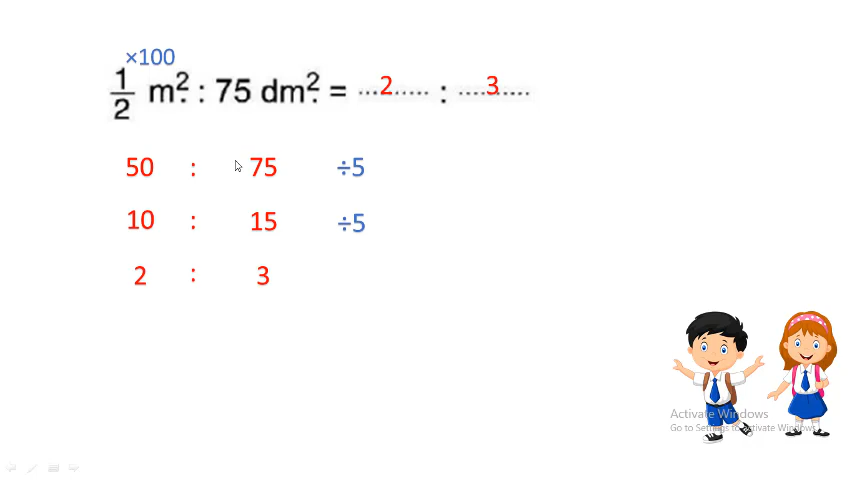 ×100
1/2 m². : 75 dm². = ....2..... : ....3.....
50 : 75 ÷5
10 : 15 ÷5
2 : 3
Activate Windows
Go to Settings to Activate Windows.